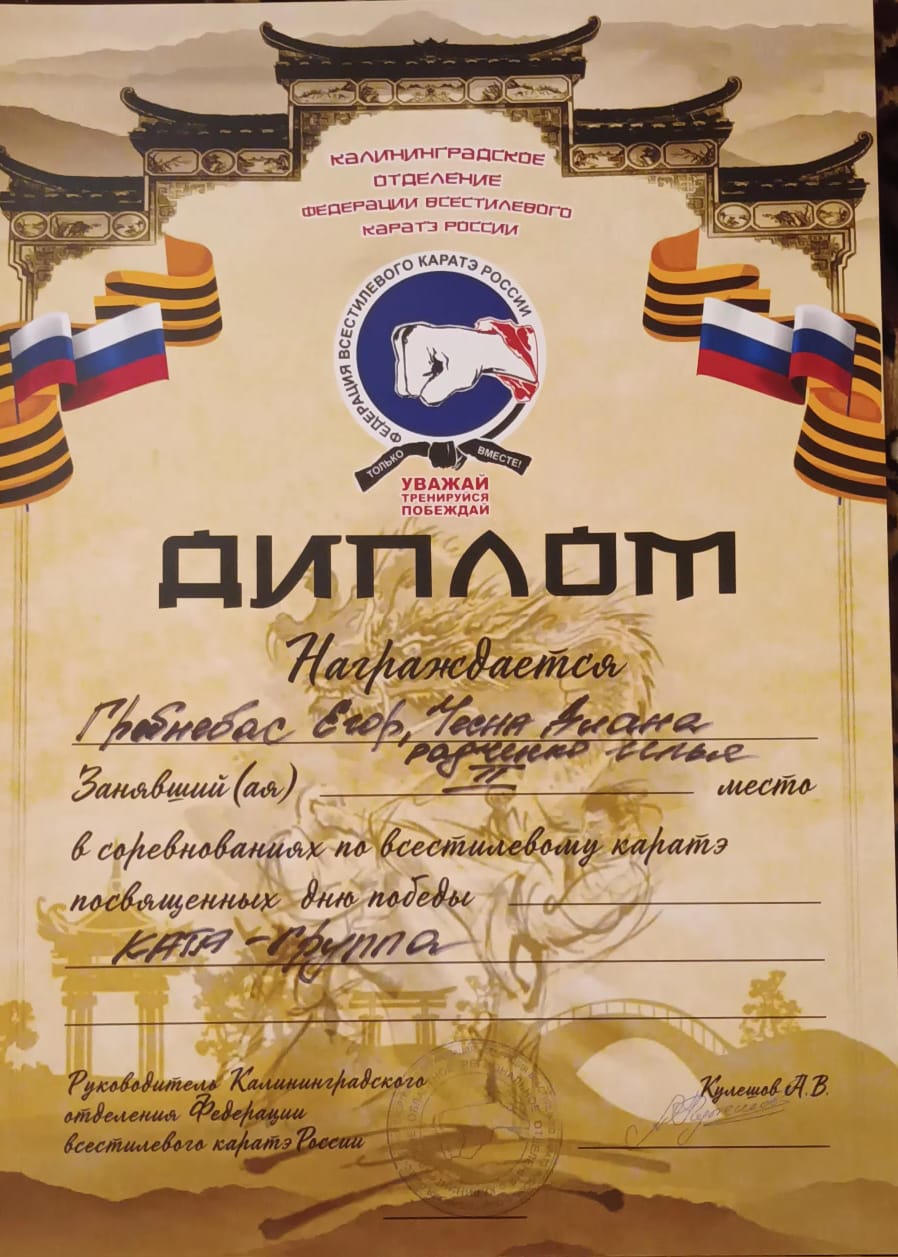 КАЛИНИНГРАДСКОЕ
ОТДЕЛЕНИЕ
ФЕДЕРАЦИИ ВСЕСТИЛЕВОГО
КАРАТЭ РОССИИ
ФЕДЕРАЦИЯ ВСЕСТИЛЕВОГО КАРАТЭ РОССИИ
ТОЛЬКО ВМЕСТЕ!
УВАЖАЙ
ТРЕНИРУЙСЯ
ПОБЕЖДАЙ
ДИПЛОМ
Награждается
Егор, Чесна
Радченко Илья
Занявший (ая) II место
в соревнованиях по всестилевому каратэ
посвященных дню победы
КАТА - группа
Руководитель Калининградского
отделения Федерации
всестилевого каратэ России
Кулешов А.В.